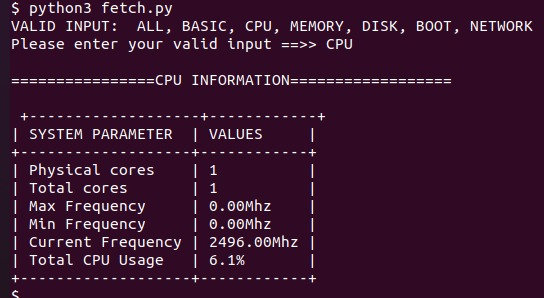 $ python3 fetch.py
VALID INPUT:  ALL, BASIC, CPU, MEMORY, DISK, BOOT, NETWORK
Please enter your valid input ==>> CPU
================CPU INFORMATION==================
+-------------------+------------+
| SYSTEM PARAMETER  | VALUES     |
+-------------------+------------+
| Physical cores    | 1          |
| Total cores       | 1          |
| Max Frequency     | 0.00Mhz    |
| Min Frequency     | 0.00Mhz    |
| Current Frequency | 2496.00Mhz |
| Total CPU Usage   | 6.1%       |
+-------------------+------------+
$